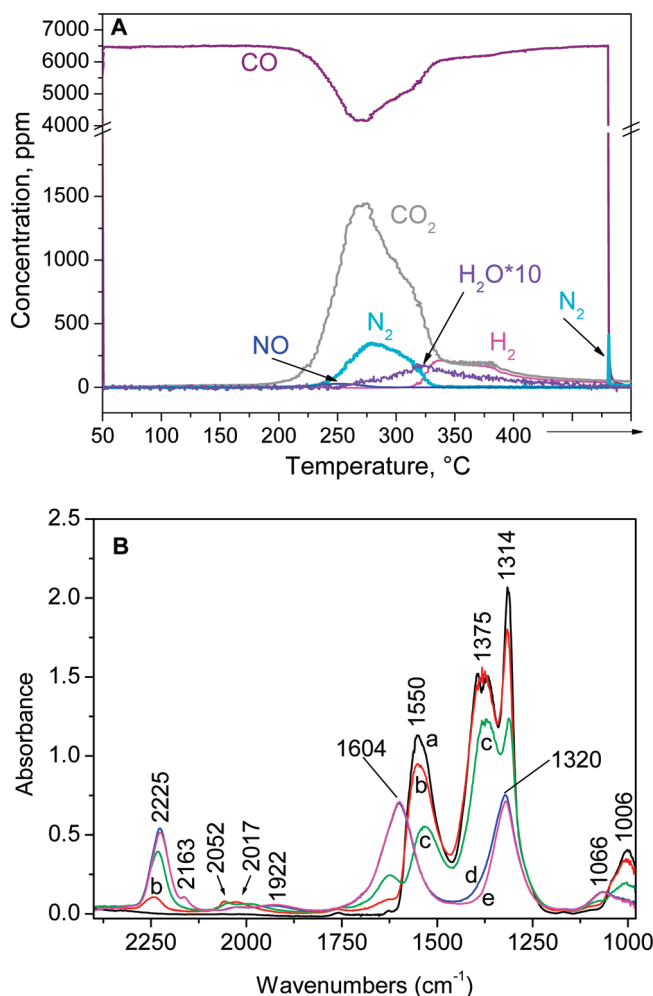 A
7000
6000
5000
4000
1500
1000
500
0
Concentration, ppm
CO
CO2
H2O*10
N2
NO
N2
H2
50 100 150 200 250 300 350 400
Temperature, °C
B
2.5
2.0
1.5
1.0
0.5
0.0
Absorbance
1314
1375
1550
a
1604
b
c
c
1320
2225
2163
2052
2017
1922
b
d
e
1066
1006
2250 2000 1750 1500 1250 1000
Wavenumbers (cm-1)